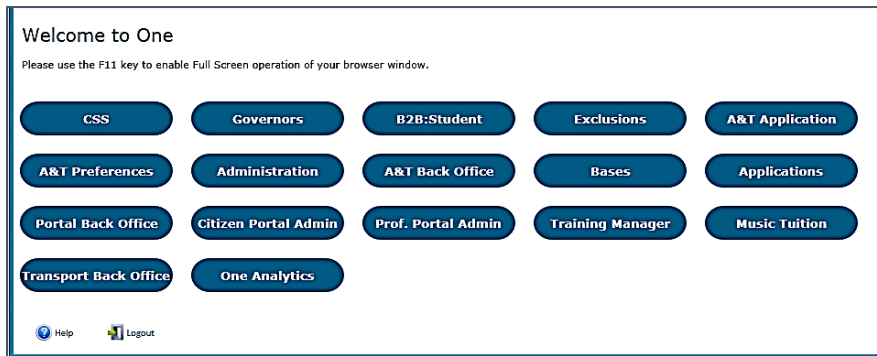 Welcome to One
Please use the F11 key to enable Full Screen operation of your browser window.
CSS Governors B2B:Student Exclusions A&T Application
A&T Preferences Administration A&T Back Office Bases Applications
Portal Back Office Citizen Portal Admin Prof. Portal Admin Training Manager Music Tuition
Transport Back Office One Analytics
Help Logout